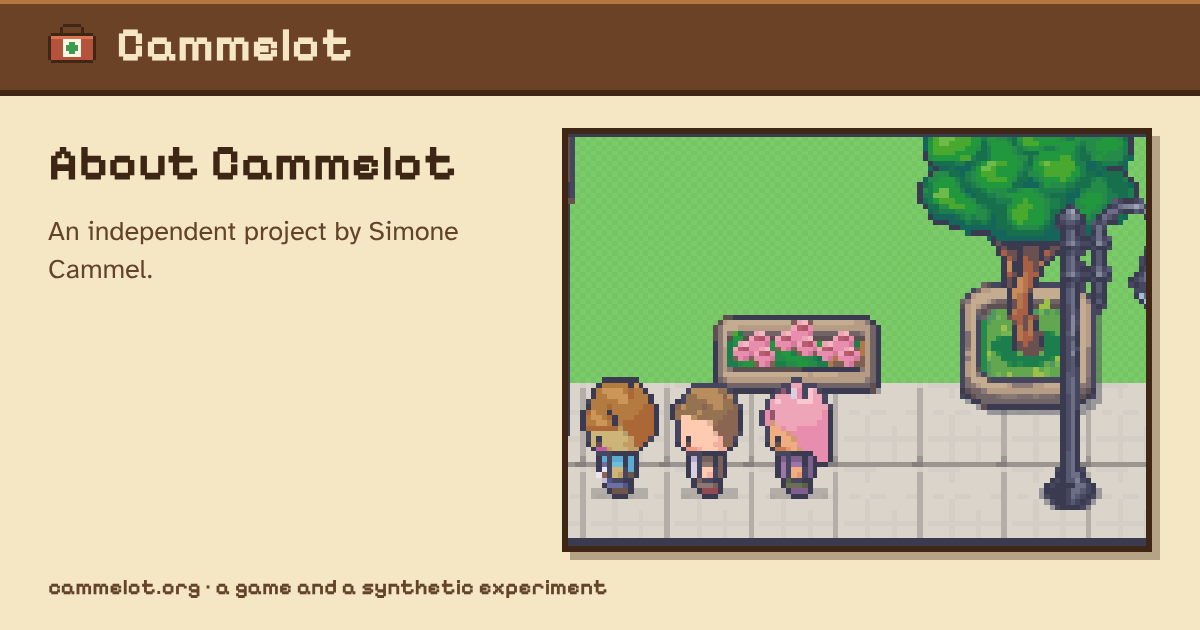 Cammelot
About Cammelot
An independent project by Simone
Cammel.
cammelot.org · a game and a synthetic experiment